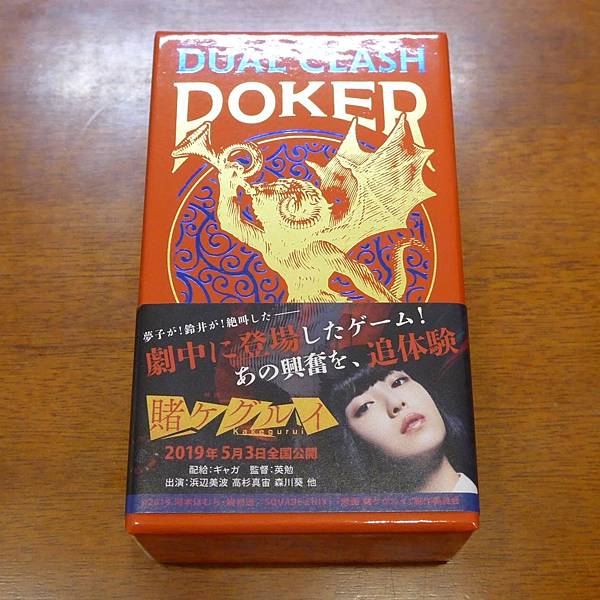 DUAL CLASH
POKER
夢子が!鈴井が!絶叫した――
劇中に登場したゲーム!
あの興奮を、追体験
映画
賭ケグルイ
Kakegurui
2019年5月3日全国公開
配給:ギャガ 監督:英勉
出演:浜辺美波 高杉真宙 森川葵 他